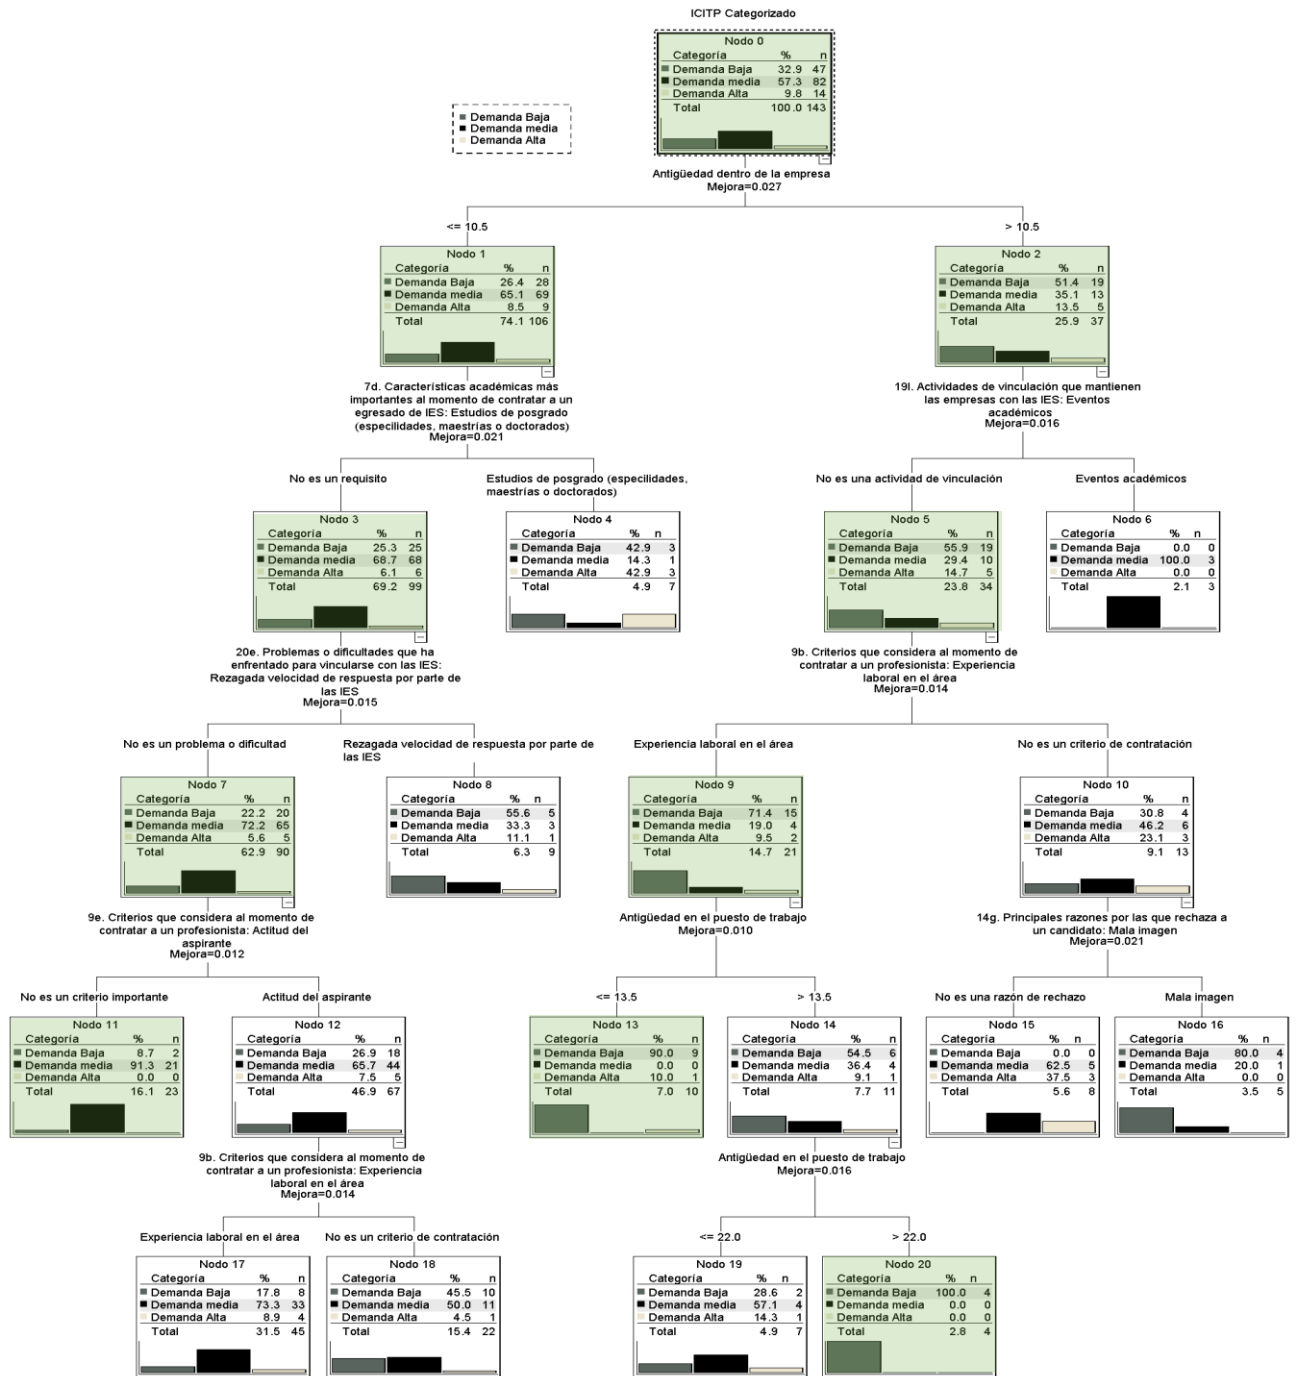 ICITP Categorizado
Nodo 0
Categoría % n
Demanda Baja 32.9 47
Demanda media 57.3 82
Demanda Alta 9.8 14
Total 100.0 143
Demanda Baja
Demanda media
Demanda Alta
Antigüedad dentro de la empresa
Mejora=0.027
<= 10.5
> 10.5
Nodo 1
Categoría % n
Demanda Baja 26.4 28
Demanda media 65.1 69
Demanda Alta 8.5 9
Total 74.1 106
Nodo 2
Categoría % n
Demanda Baja 51.4 19
Demanda media 35.1 13
Demanda Alta 13.5 5
Total 25.9 37
7d. Características académicas más
importantes al momento de contratar a un
egresado de IES: Estudios de posgrado
(especilidades, maestrías o doctorados)
Mejora=0.021
19l. Actividades de vinculación que mantienen
las empresas con las IES: Eventos
académicos
Mejora=0.016
No es un requisito
Estudios de posgrado (especilidades,
maestrías o doctorados)
No es una actividad de vinculación
Eventos académicos
Nodo 3
Categoría % n
Demanda Baja 25.3 25
Demanda media 68.7 68
Demanda Alta 6.1 6
Total 69.2 99
Nodo 4
Categoría % n
Demanda Baja 42.9 3
Demanda media 14.3 1
Demanda Alta 42.9 3
Total 4.9 7
Nodo 5
Categoría % n
Demanda Baja 55.9 19
Demanda media 29.4 10
Demanda Alta 14.7 5
Total 23.8 34
Nodo 6
Categoría % n
Demanda Baja 0.0 0
Demanda media 100.0 3
Demanda Alta 0.0 0
Total 2.1 3
20e. Problemas o dificultades que ha
enfrentado para vincularse con las IES:
Rezagada velocidad de respuesta por parte de
las IES
Mejora=0.015
9b. Criterios que considera al momento de
contratar a un profesionista: Experiencia
laboral en el área
Mejora=0.014
No es un problema o dificultad
Rezagada velocidad de respuesta por parte de
las IES
Experiencia laboral en el área
No es un criterio de contratación
Nodo 7
Categoría % n
Demanda Baja 22.2 20
Demanda media 72.2 65
Demanda Alta 5.6 5
Total 62.9 90
Nodo 8
Categoría % n
Demanda Baja 55.6 5
Demanda media 33.3 3
Demanda Alta 11.1 1
Total 6.3 9
Nodo 9
Categoría % n
Demanda Baja 71.4 15
Demanda media 19.0 4
Demanda Alta 9.5 2
Total 14.7 21
Nodo 10
Categoría % n
Demanda Baja 30.8 4
Demanda media 46.2 6
Demanda Alta 23.1 3
Total 9.1 13
9e. Criterios que considera al momento de
contratar a un profesionista: Actitud del
aspirante
Mejora=0.012
Antigüedad en el puesto de trabajo
Mejora=0.010
14g. Principales razones por las que rechaza a
un candidato: Mala imagen
Mejora=0.021
No es un criterio importante
Actitud del aspirante
<= 13.5
> 13.5
No es una razón de rechazo
Mala imagen
Nodo 11
Categoría % n
Demanda Baja 8.7 2
Demanda media 91.3 21
Demanda Alta 0.0 0
Total 16.1 23
Nodo 12
Categoría % n
Demanda Baja 26.9 18
Demanda media 65.7 44
Demanda Alta 7.5 5
Total 46.9 67
Nodo 13
Categoría % n
Demanda Baja 90.0 9
Demanda media 0.0 0
Demanda Alta 10.0 1
Total 7.0 10
Nodo 14
Categoría % n
Demanda Baja 54.5 6
Demanda media 36.4 4
Demanda Alta 9.1 1
Total 7.7 11
Nodo 15
Categoría % n
Demanda Baja 0.0 0
Demanda media 62.5 5
Demanda Alta 37.5 3
Total 5.6 8
Nodo 16
Categoría % n
Demanda Baja 80.0 4
Demanda media 20.0 1
Demanda Alta 0.0 0
Total 3.5 5
9b. Criterios que considera al momento de
contratar a un profesionista: Experiencia
laboral en el área
Mejora=0.014
Antigüedad en el puesto de trabajo
Mejora=0.016
Experiencia laboral en el área
No es un criterio de contratación
<= 22.0
> 22.0
Nodo 17
Categoría % n
Demanda Baja 17.8 8
Demanda media 73.3 33
Demanda Alta 8.9 4
Total 31.5 45
Nodo 18
Categoría % n
Demanda Baja 45.5 10
Demanda media 50.0 11
Demanda Alta 4.5 1
Total 15.4 22
Nodo 19
Categoría % n
Demanda Baja 28.6 2
Demanda media 57.1 4
Demanda Alta 14.3 1
Total 4.9 7
Nodo 20
Categoría % n
Demanda Baja 100.0 4
Demanda media 0.0 0
Demanda Alta 0.0 0
Total 2.8 4